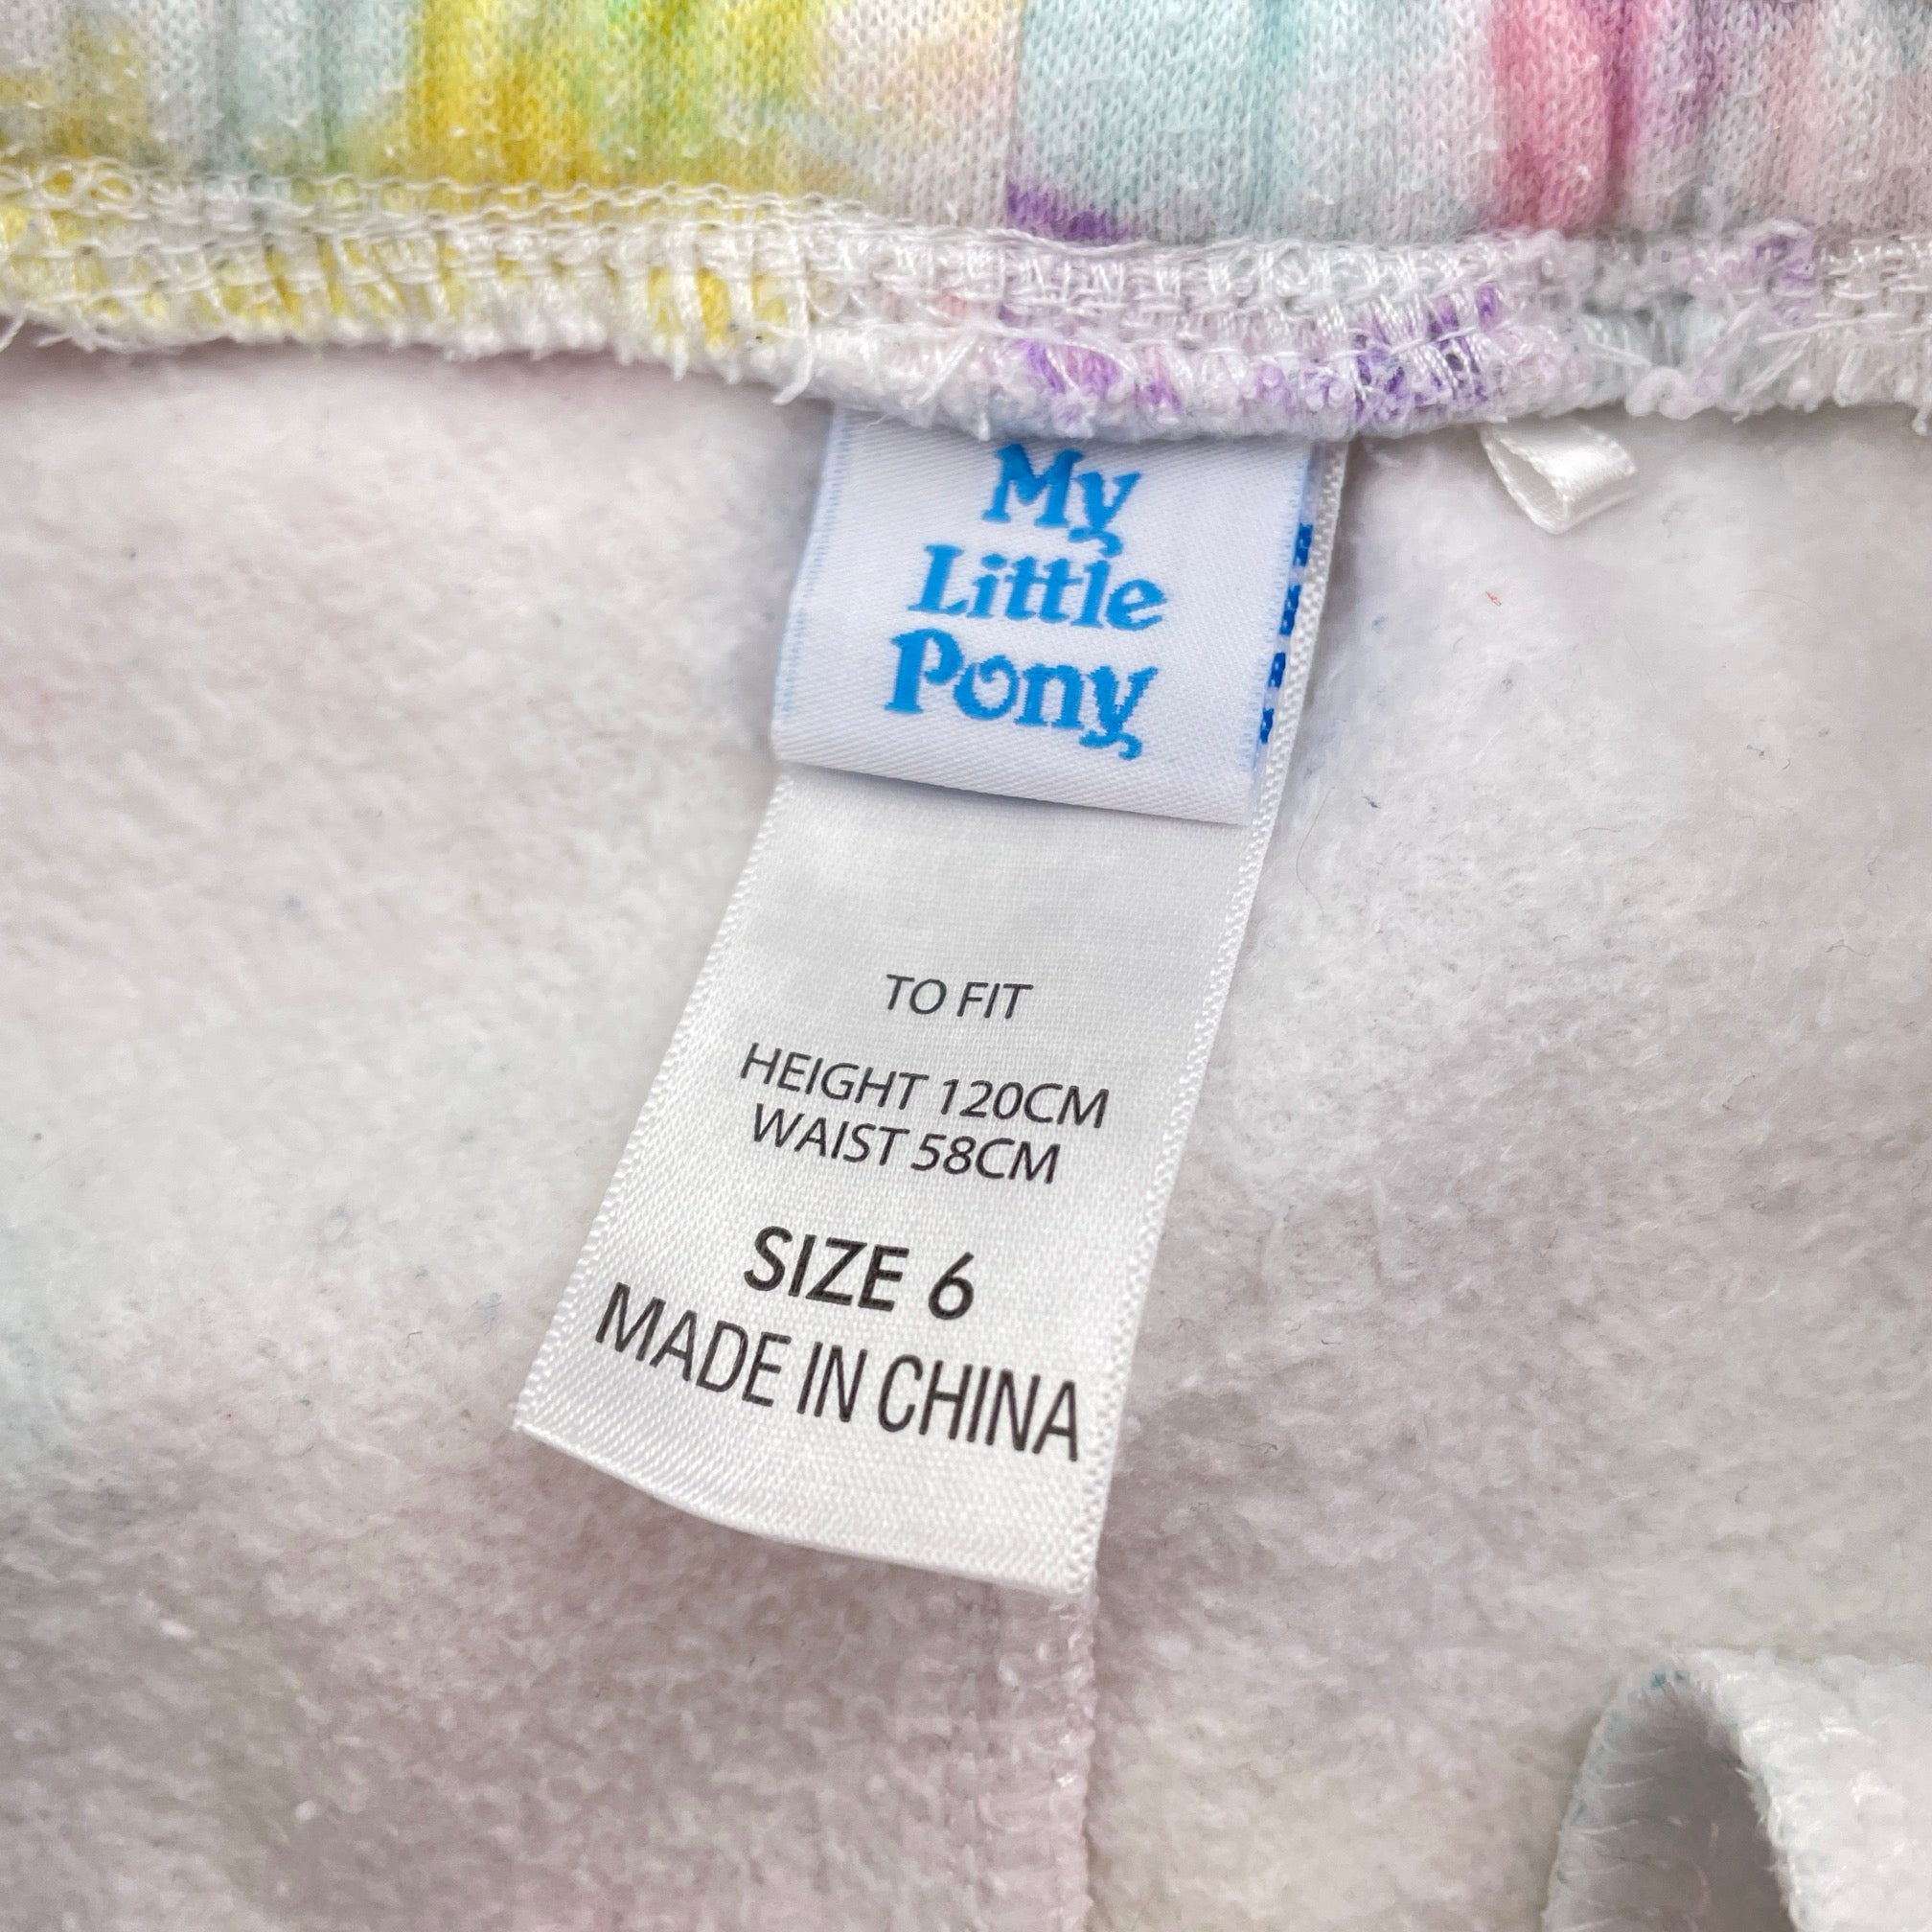 My
Little
Pony
TO FIT
HEIGHT 120CM
WAIST 58CM
SIZE 6
MADE IN CHINA